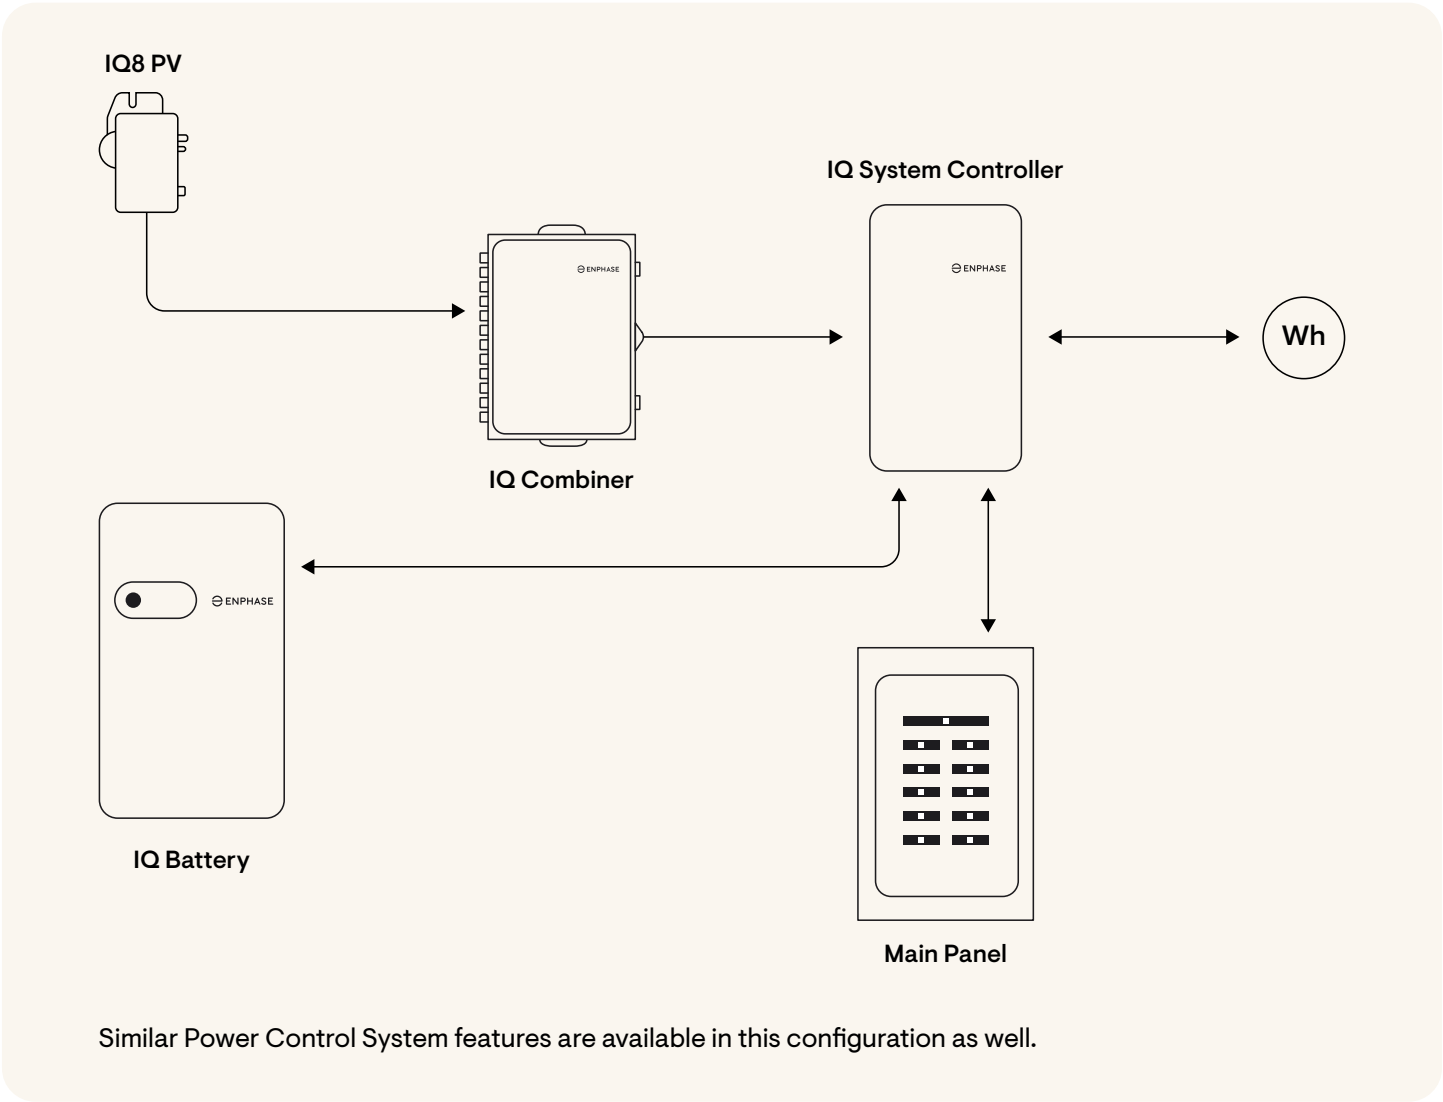 IQ8 PV
IQ System Controller
ENPHASE
ENPHASE
Wh
IQ Combiner
ENPHASE
IQ Battery
Main Panel
Similar Power Control System features are available in this configuration as well.